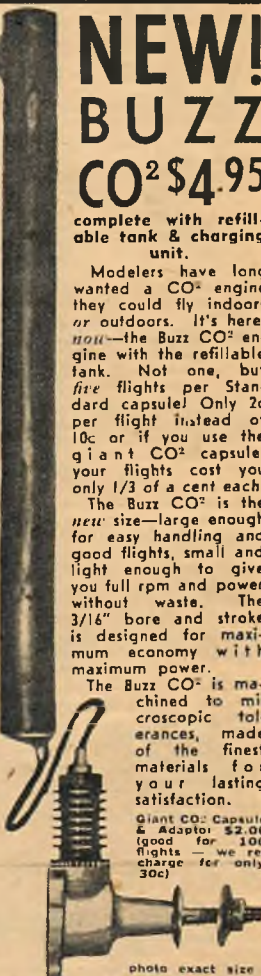 NEW!
BUZZ
CO² $4.95
complete with refill-
able tank & charging
unit.
Modelers have long
wanted a CO² engine
they could fly indoors
or outdoors. It's here
now—the Buzz CO² en-
gine with the refillable
tank. Not one, but
five flights per Stan-
dard capsule! Only 2c
per flight instead of
10c or if you use the
giant CO² capsule
your flights cost you
only 1/3 of a cent each.
The Buzz CO² is the
new size—large enough
for easy handling and
good flights, small and
light enough to give
you full rpm and power
without waste. The
3/16" bore and stroke
is designed for maxi-
mum economy with
maximum power.
The Buzz CO² is ma-
chined to mi-
croscopic tol-
erances, made
of the finest
materials for
your lasting
satisfaction.
Giant CO² Capsule
& Adaptor $2.00
(good for 100
flights — we re-
charge for only
30c)
photo exact size